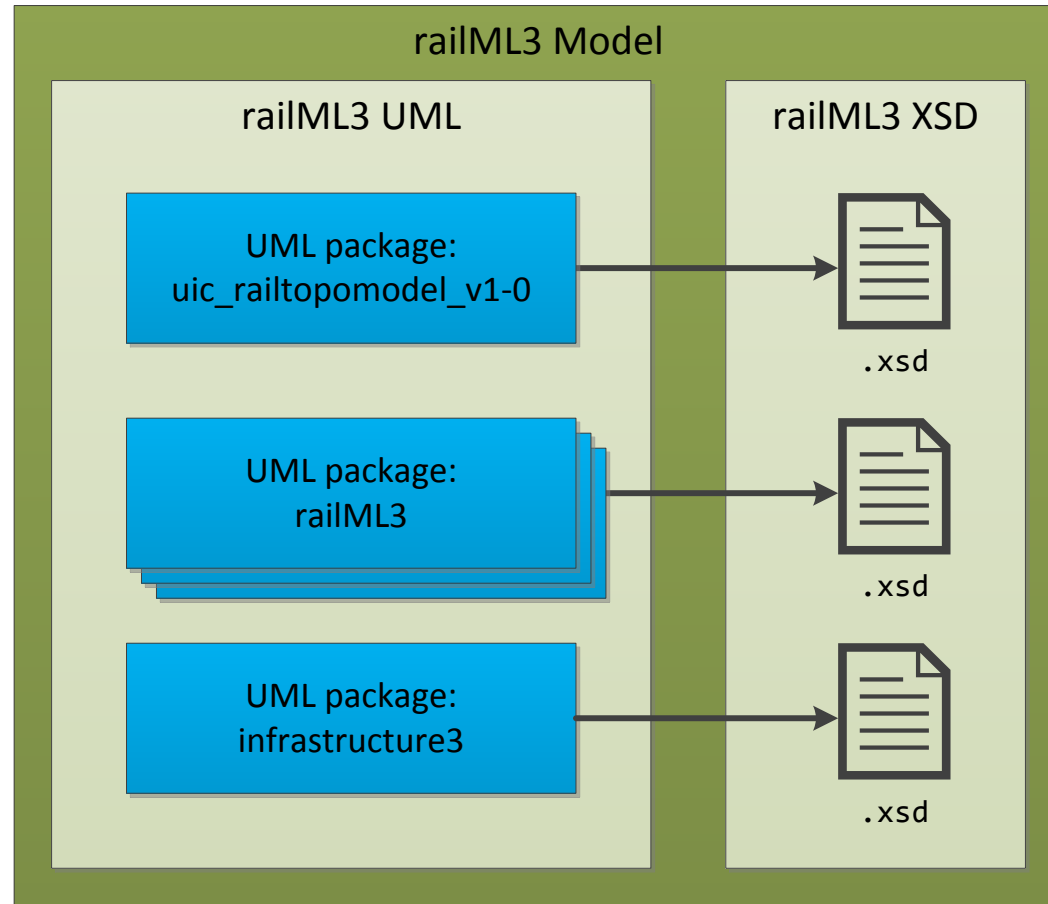 railML3 Model
railML3 UML
railML3 XSD
UML package:
uic_railtopomodel_v1-0
.xsd
UML package:
railML3
.xsd
UML package:
infrastructure3
.xsd